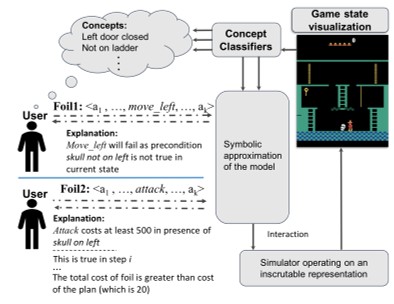 Concepts:
Left door closed
Not on ladder
⋮
Concept
Classifiers
Game state
visualization
Foil1: <a₁ , …, move_left, …, aₖ>
User
Explanation:
Move_left will fail as precondition
skull not on left is not true in
current state
User
Foil2: <a₁ , …, attack, …, aₖ>
Explanation:
Attack costs at least 500 in presence of
skull on left
This is true in step i
...
The total cost of foil is greater than cost
of the plan (which is 20)
Symbolic
approximation
of the model
Interaction
Simulator operating on an
inscrutable representation